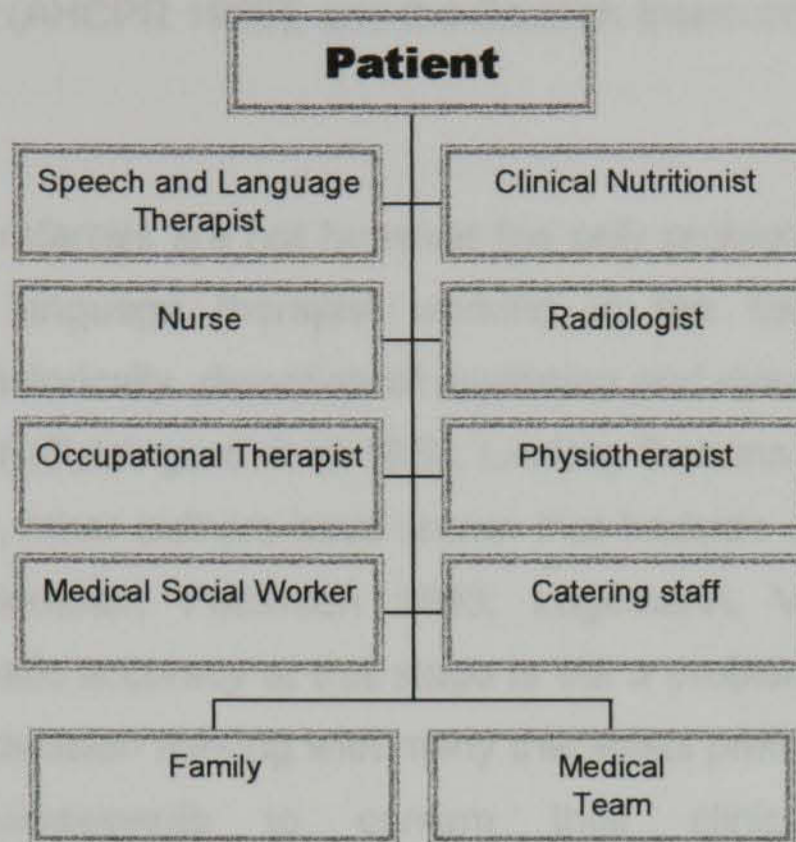 Patient
Speech and Language
Therapist
Clinical Nutritionist
Nurse
Radiologist
Occupational Therapist
Physiotherapist
Medical Social Worker
Catering staff
Family
Medical
Team